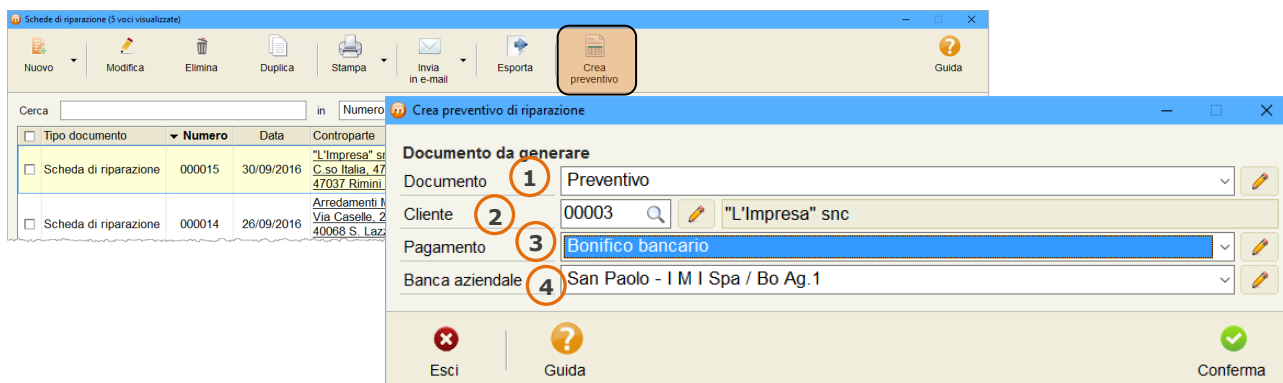 Schede di riparazione (5 voci visualizzate)
Nuovo
Modifica
Elimina
Duplica
Stampa
Invia
in e-mail
Esporta
Crea
preventivo
Guida
Cerca
in
Numero
Tipo documento
Numero
Data
Controparte
Scheda di riparazione
000015
30/09/2016
"L'Impresa" sn
C.so Italia, 47
47037 Rimini
Scheda di riparazione
000014
26/09/2016
Arredamenti M
Via Caselle, 2
40068 S. Laz
Crea preventivo di riparazione
Documento da generare
Documento
1
Preventivo
Cliente
2
00003
"L'Impresa" snc
Pagamento
3
Bonifico bancario
Banca aziendale
4
San Paolo - I M I Spa / Bo Ag.1
Esci
Guida
Conferma